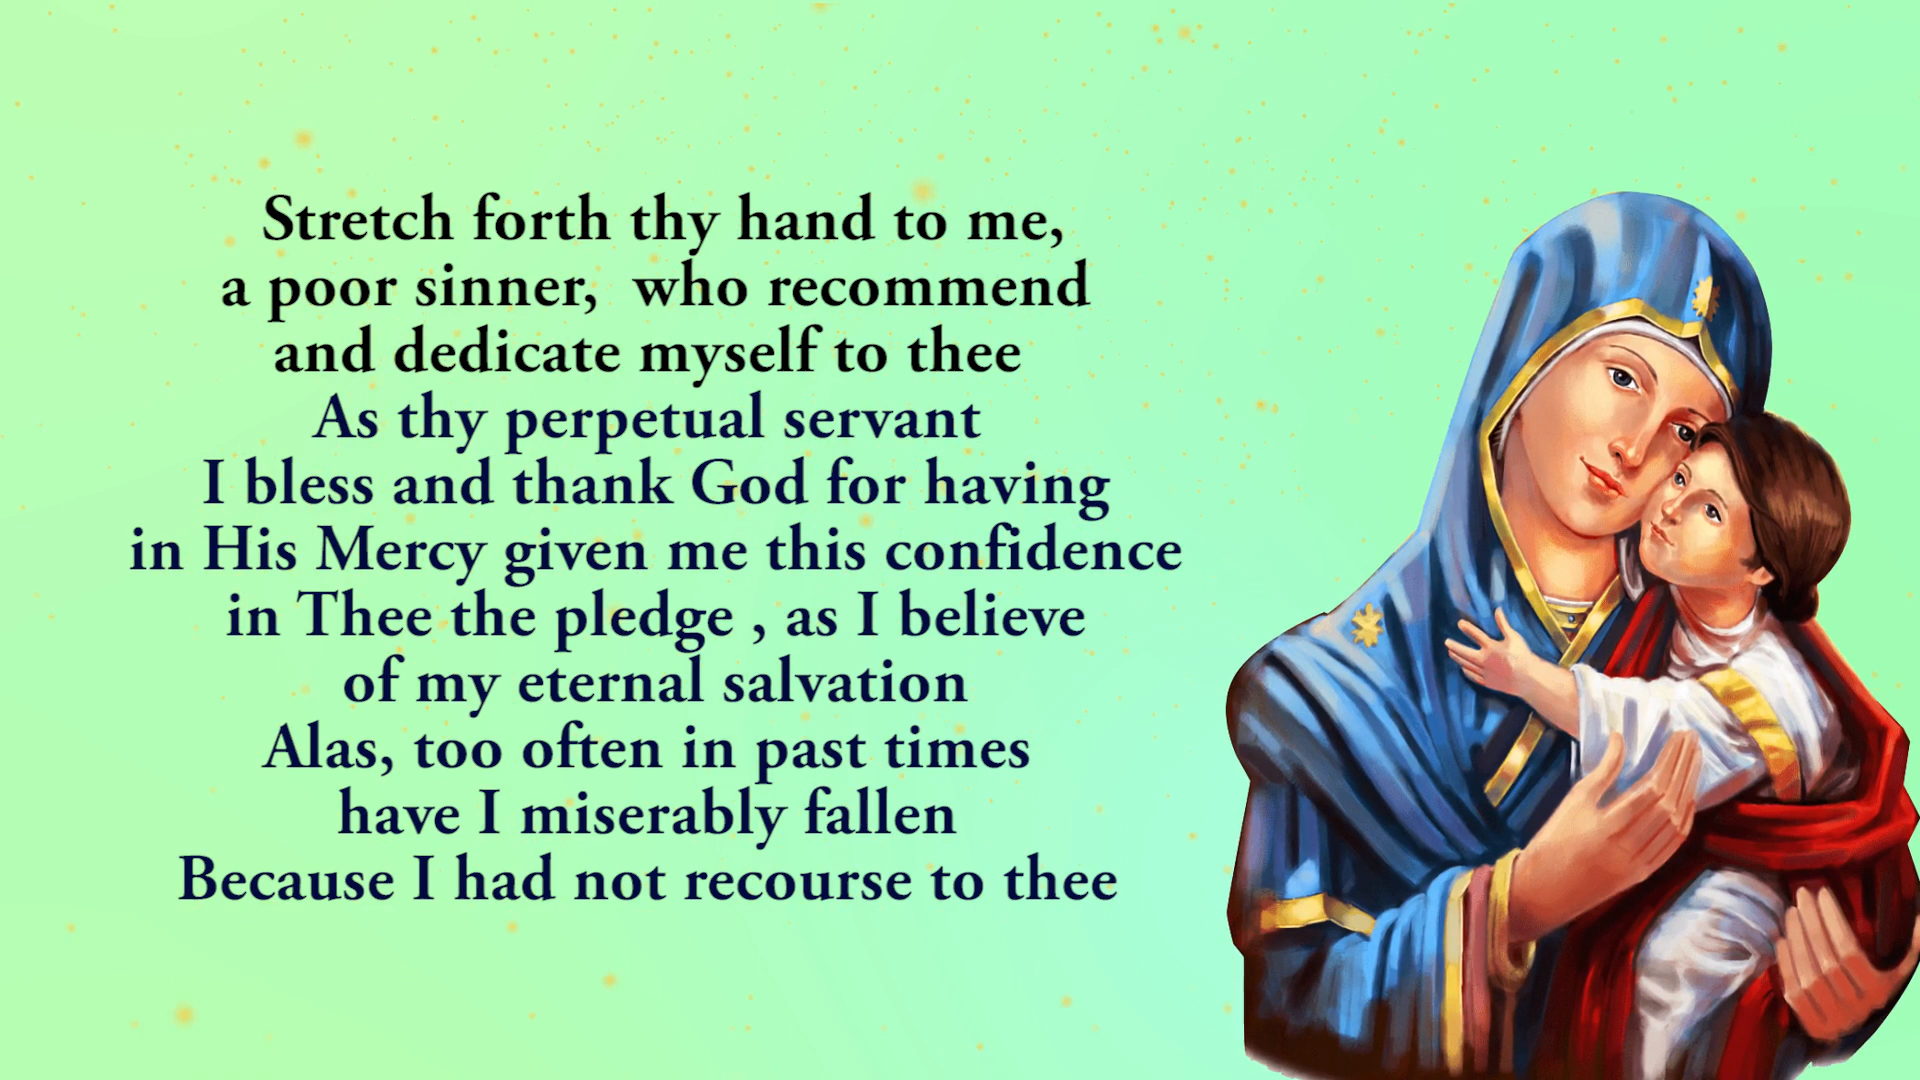 Stretch forth thy hand to me,
a poor sinner,  who recommend
and dedicate myself to thee
As thy perpetual servant
I bless and thank God for having
in His Mercy given me this confidence
in Thee the pledge , as I believe
of my eternal salvation
Alas, too often in past times
have I miserably fallen
Because I had not recourse to thee